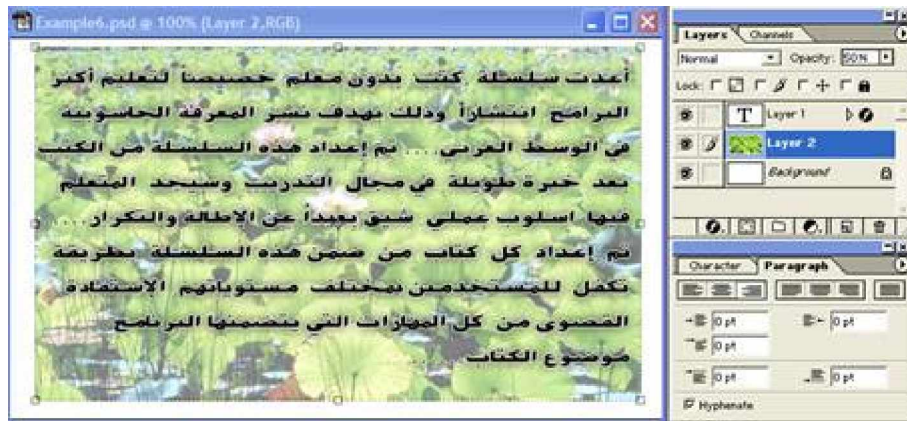 Example6.psd @ 100% (Layer 2,RGB)
أعدت سلسلة كتب بدون معلم خصيصاً لتعليم أكثر
البرامج انتشاراً وذلك بهدف نشر المعرفة الحاسوبية
في الوسط العربي.... تم إعداد هذه السلسلة من الكتب
بعد خبرة طويلة في مجال التدريب وسيجد المتعلم
فيها اسلوب عملي شيق بعيداً عن الإطالة والتكرار....
تم إعداد كل كتاب من ضمن هذه السلسلة بطريقة
تكفل للمستخدمين بمختلف مستوياتهم الاستفادة
القصوى من كل المهارات التي يتضمنها البرنامج
موضوع الكتاب ....
Layers Channels
Normal Opacity: 50%
Lock:
T Layer 1
Layer 2
Background
Character Paragraph
0 pt 0 pt
0 pt
0 pt 0 pt
Hyphenate